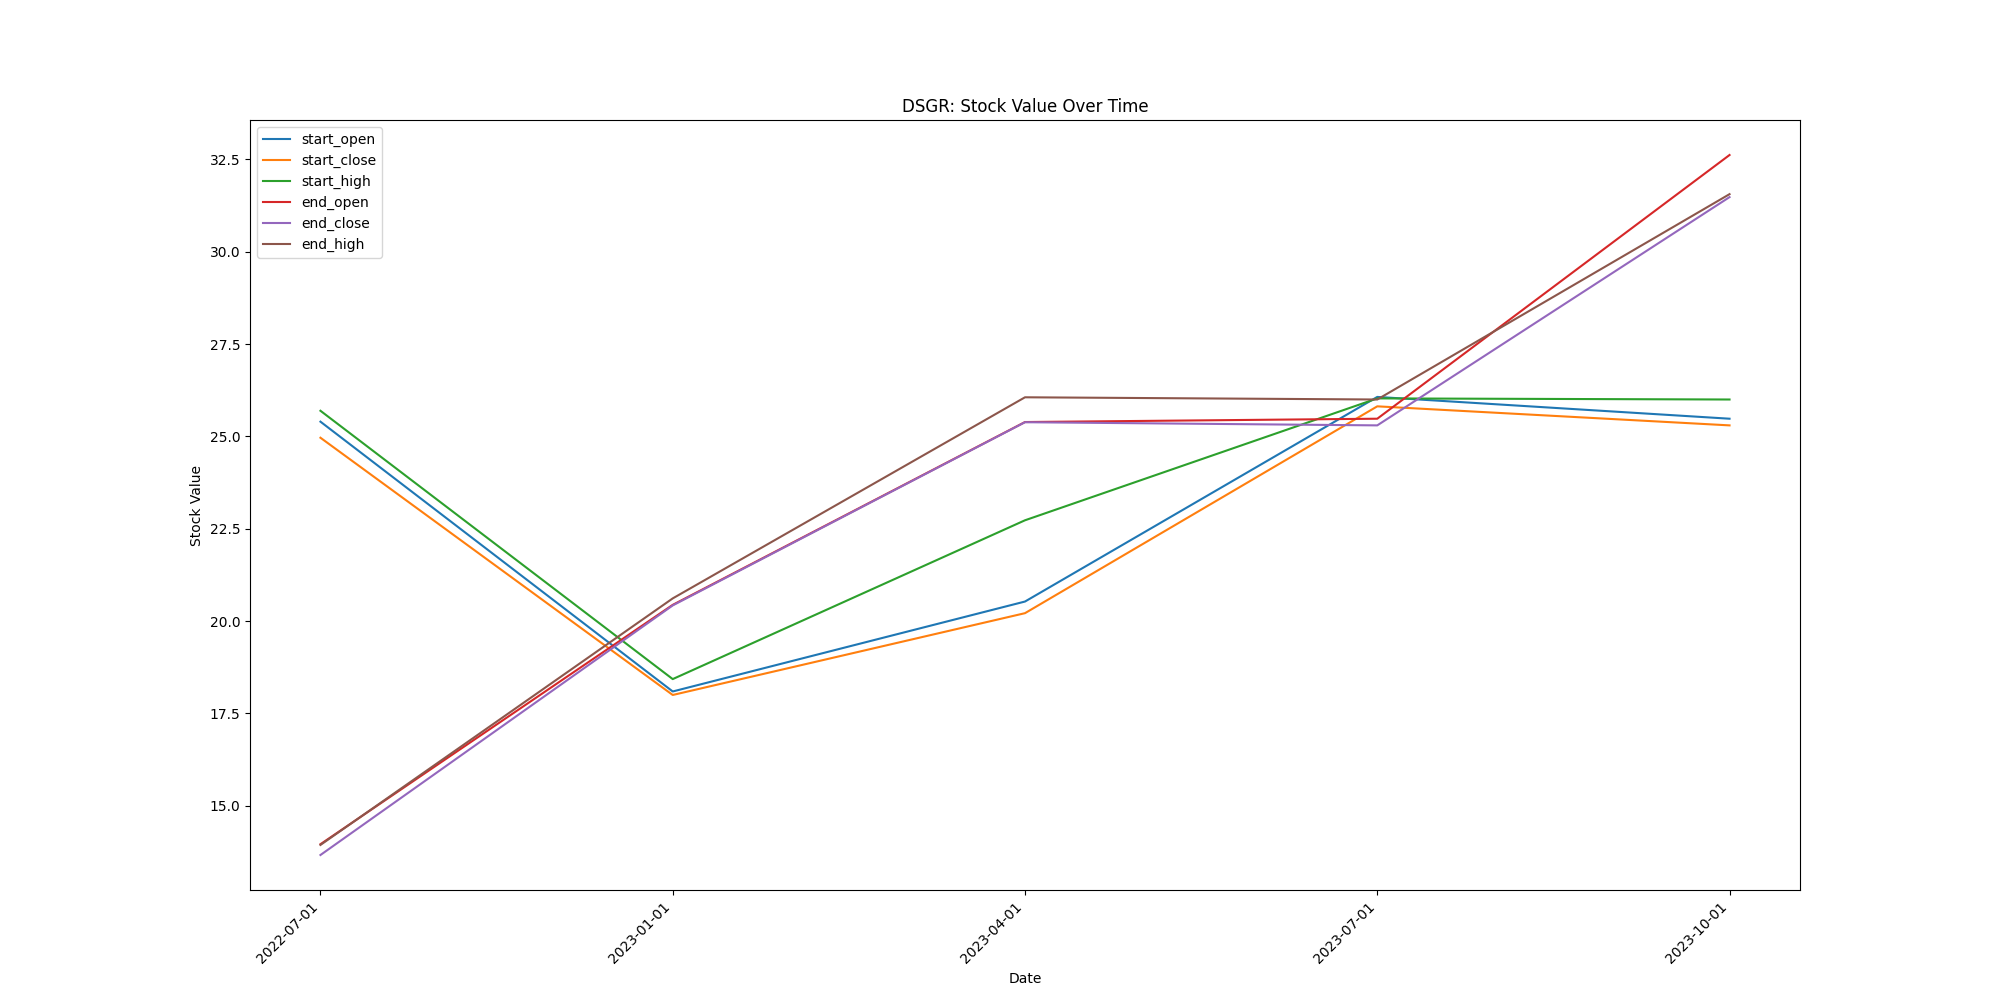 DSGR: Stock Value Over Time
start_open
start_close
start_high
end_open
end_close
end_high
32.5
30.0
27.5
25.0
22.5
20.0
17.5
15.0
Stock Value
2022-07-01
2023-01-01
2023-04-01
2023-07-01
2023-10-01
Date